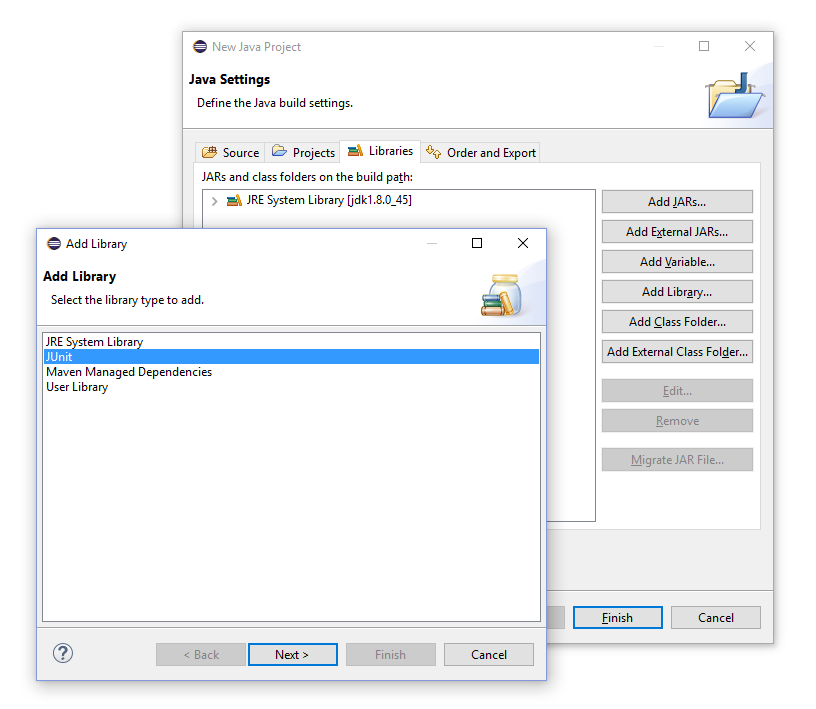 New Java Project
Java Settings
Define the Java build settings.
Source Projects Libraries Order and Export
JARs and class folders on the build path:
JRE System Library [jdk1.8.0_45]
Add JARs...
Add External JARs...
Add Variable...
Add Library...
Add Class Folder...
Add External Class Folder...
Edit...
Remove
Migrate JAR File...
Finish Cancel
Add Library
Add Library
Select the library type to add.
JRE System Library
JUnit
Maven Managed Dependencies
User Library
? < Back Next > Finish Cancel